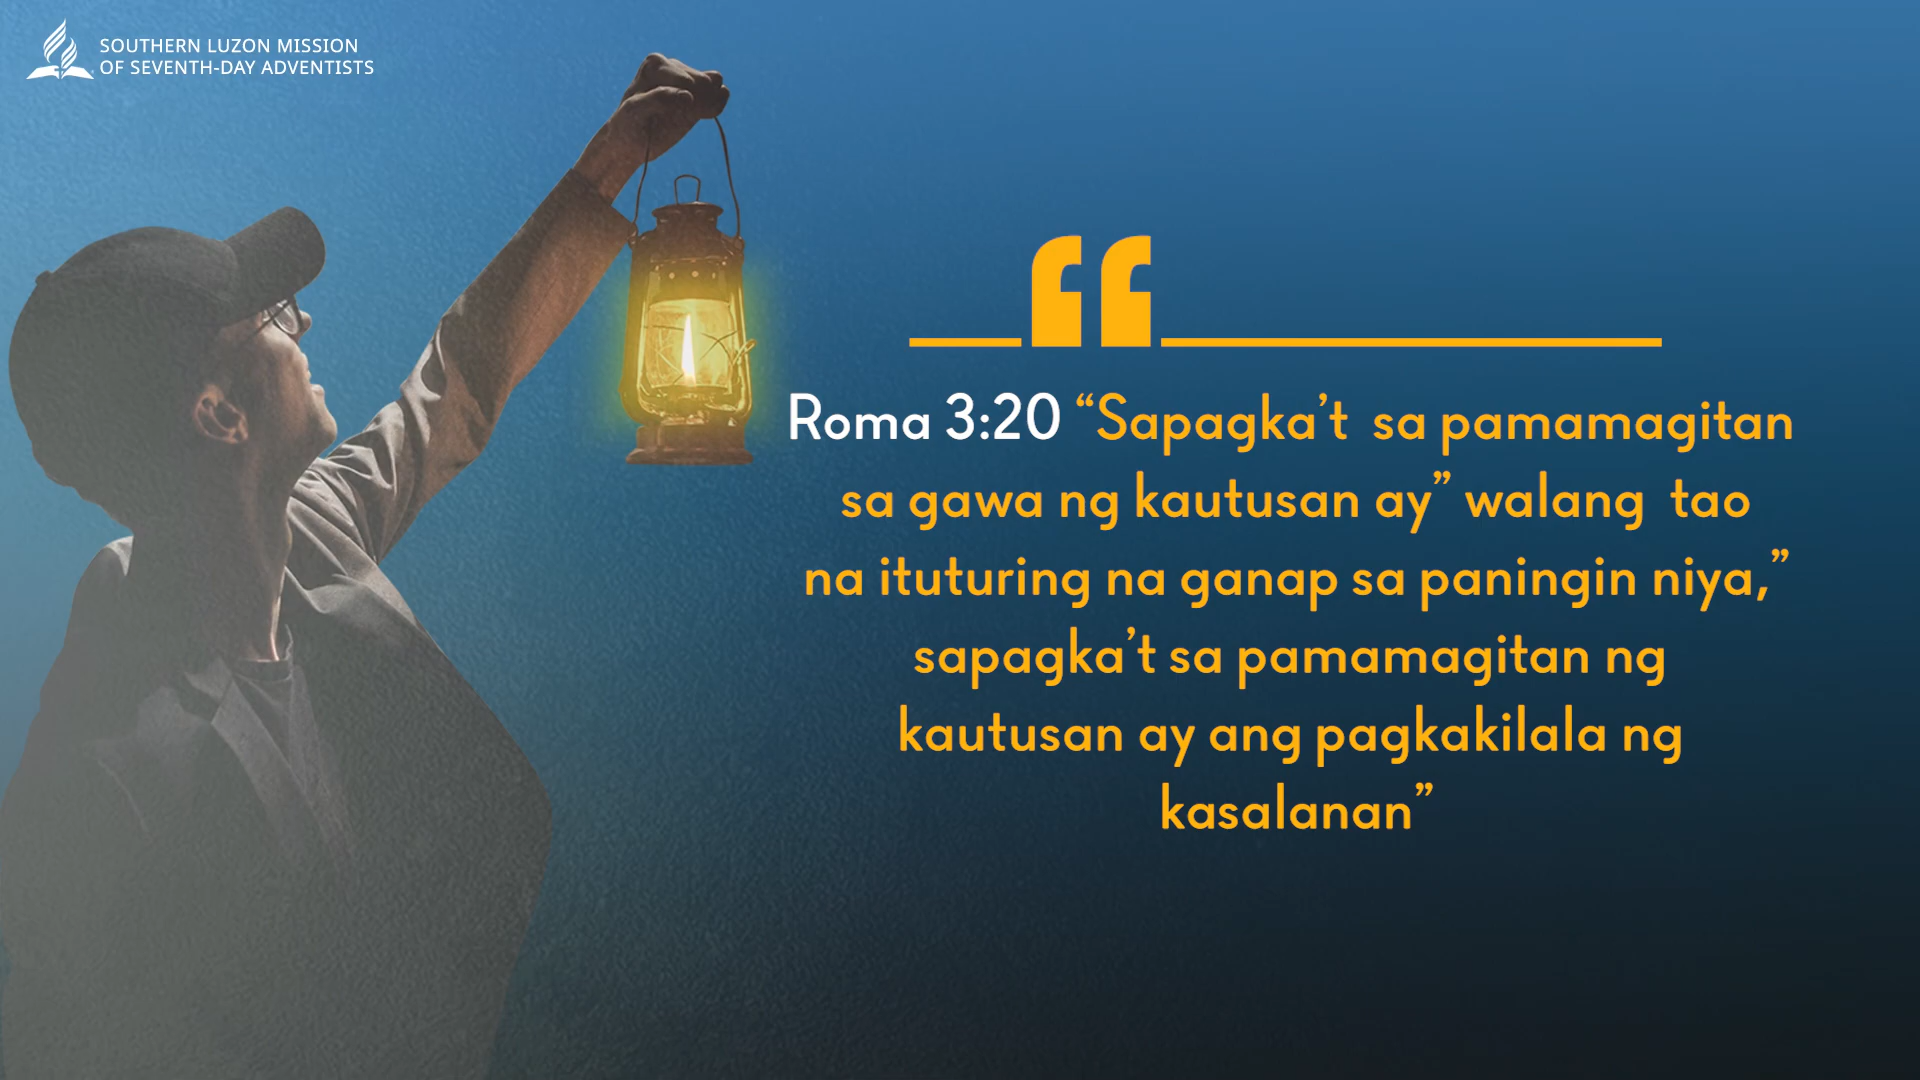 SOUTHERN LUZON MISSION
OF SEVENTH-DAY ADVENTISTS
Roma 3:20 “Sapagka’t sa pamamagitan
sa gawa ng kautusan ay” walang tao
na ituturing na ganap sa paningin niya,”
sapagka’t sa pamamagitan ng
kautusan ay ang pagkakilala ng
kasalanan”